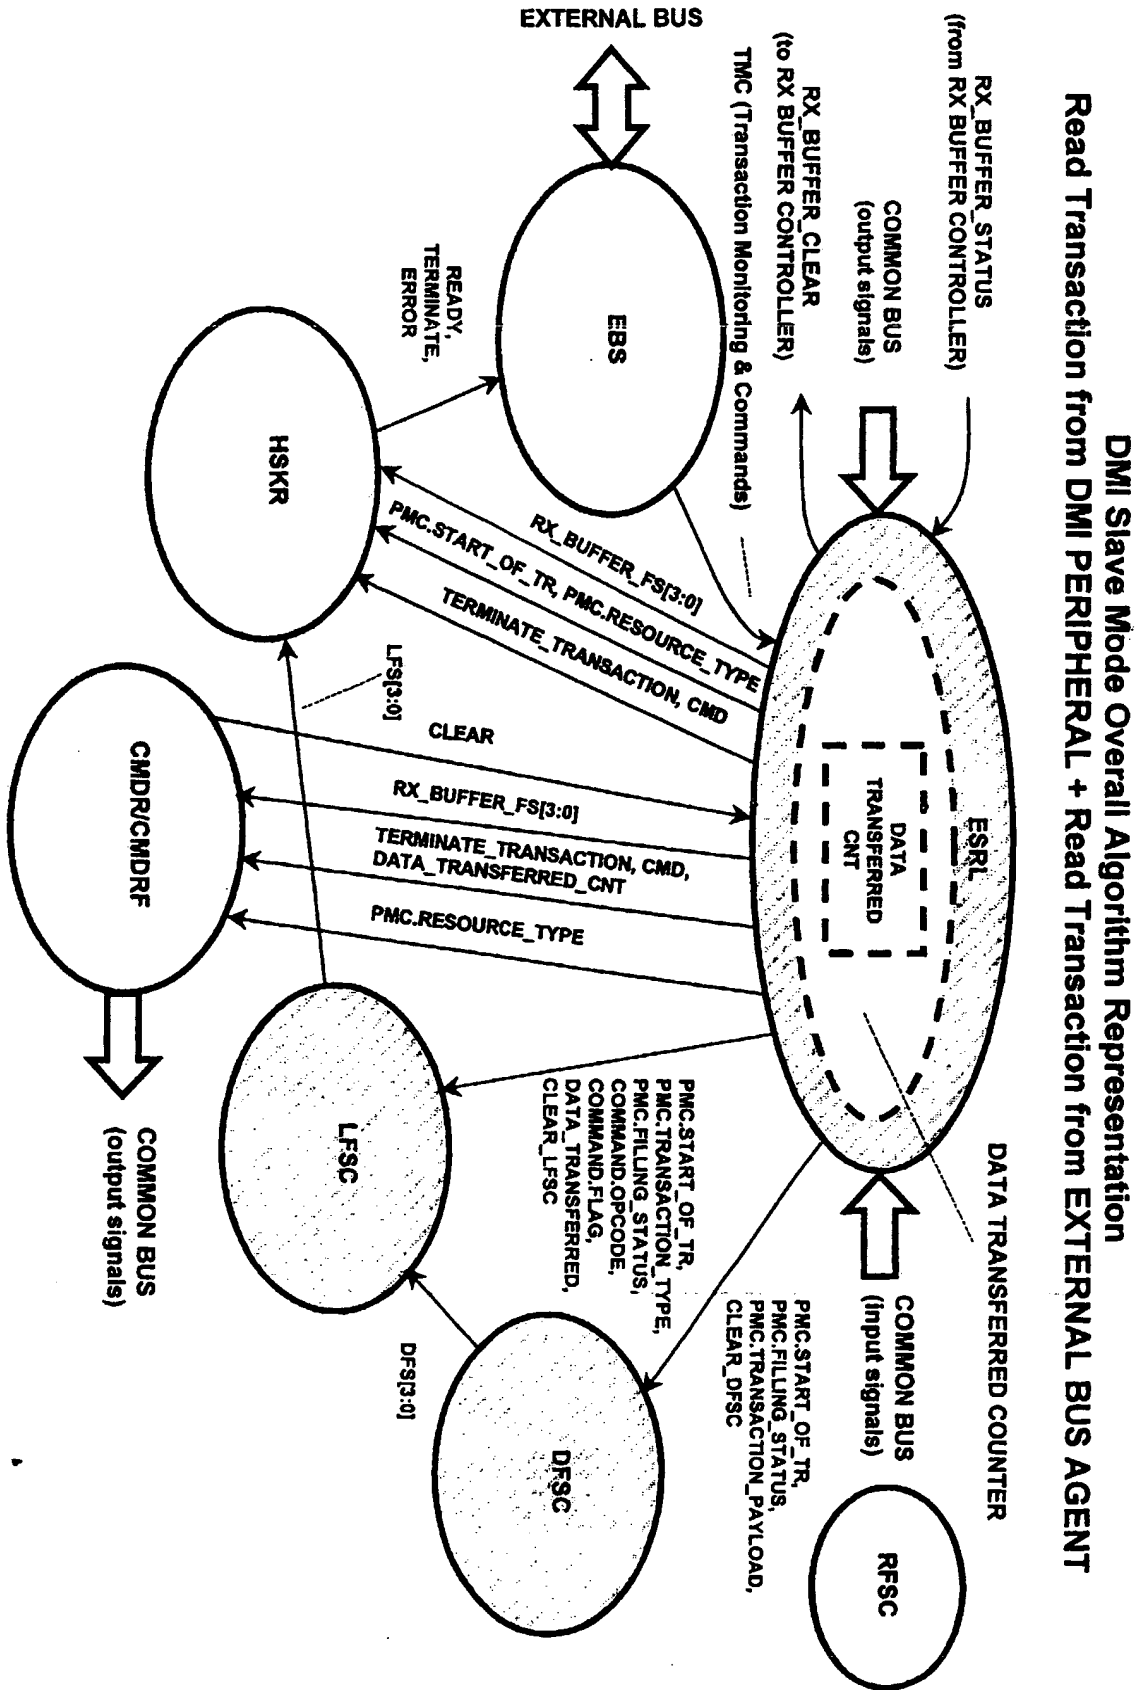 DMI Slave Mode Overall Algorithm Representation
Read Transaction from DMI PERIPHERAL + Read Transaction from EXTERNAL BUS AGENT
RX_BUFFER_STATUS
(from RX BUFFER CONTROLLER)
COMMON BUS
(output signals)
RX_BUFFER_CLEAR
(to RX BUFFER CONTROLLER)
TMC (Transaction Monitoring & Commands)
EXTERNAL BUS
ESRL
DATA
TRANSFERRED
CNT
DATA TRANSFERRED COUNTER
COMMON BUS
(input signals)
RFSC
EBS
READY,
TERMINATE,
ERROR
HSKR
RX_BUFFER_FS[3:0]
PMC.START_OF_TR, PMC.RESOURCE_TYPE
TERMINATE_TRANSACTION, CMD
LFS[3:0]
CLEAR
RX_BUFFER_FS[3:0]
TERMINATE_TRANSACTION, CMD,
DATA_TRANSFERRED_CNT
PMC.RESOURCE_TYPE
CMDR/CMDRF
COMMON BUS
(output signals)
PMC.START_OF_TR,
PMC.TRANSACTION_TYPE,
PMC.FILLING_STATUS,
COMMAND.OPCODE,
COMMAND.FLAG,
DATA_TRANSFERRED,
CLEAR_LFSC
LFSC
PMC.START_OF_TR,
PMC.FILLING_STATUS,
PMC.TRANSACTION_PAYLOAD,
CLEAR_DFSC
DFS[3:0]
DFSC